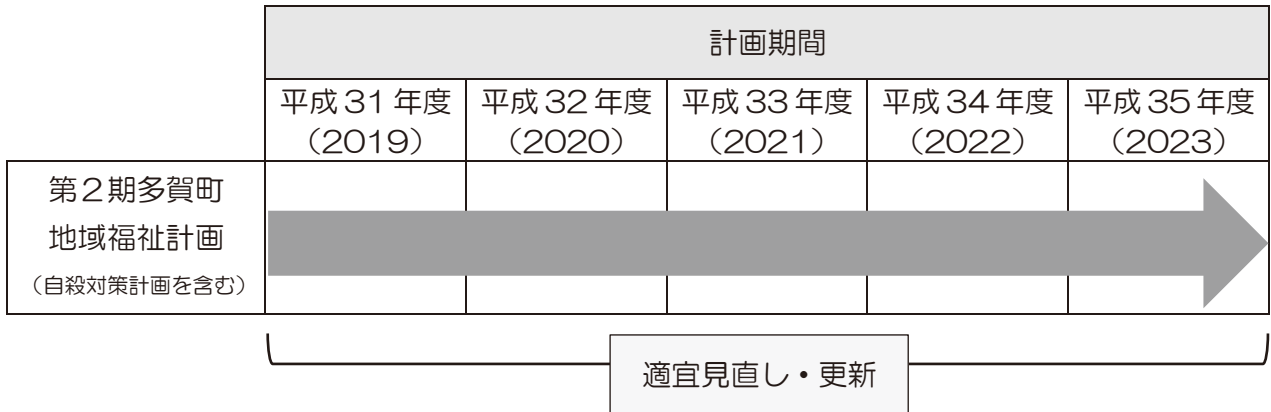 計画期間
平成31年度 平成32年度 平成33年度 平成34年度 平成35年度
（2019） （2020） （2021） （2022） （2023）
第２期多賀町
地域福祉計画
（自殺対策計画を含む）
適宜見直し・更新